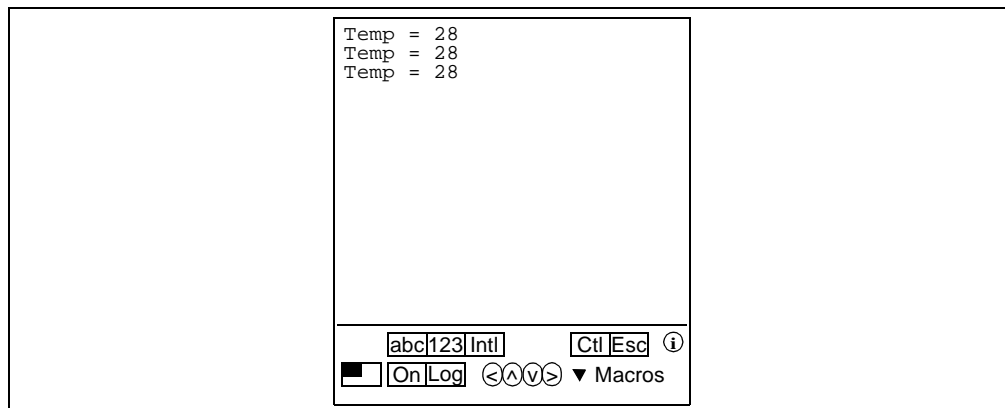 Temp = 28
Temp = 28
Temp = 28
abc 123 Intl Ctl Esc i
On Log < ^ v > ▼ Macros